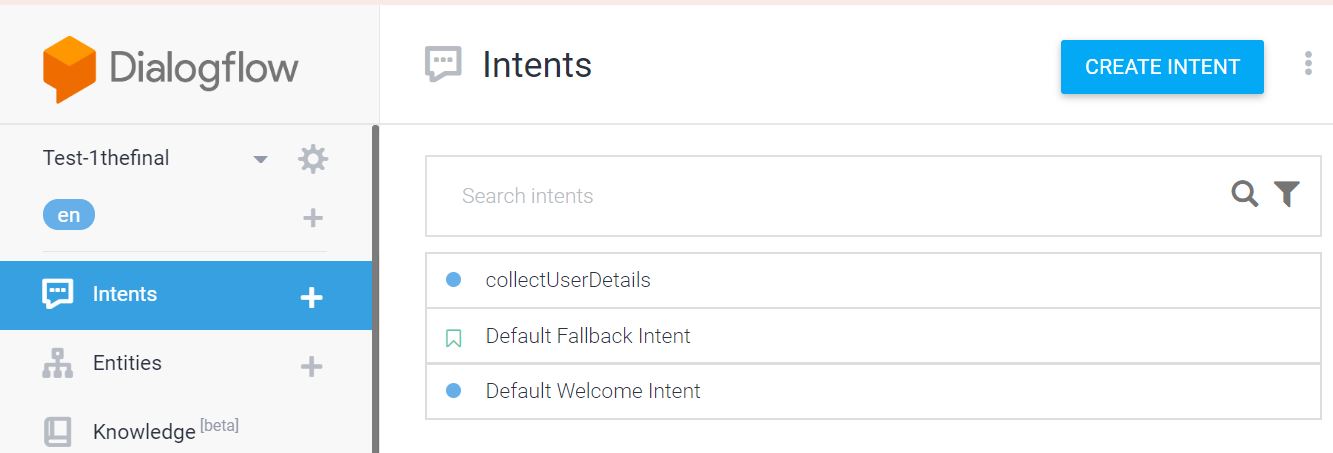 Dialogflow
Intents
CREATE INTENT
Test-1thefinal
en
Search intents
Intents
collectUserDetails
Default Fallback Intent
Entities
Default Welcome Intent
Knowledge [beta]